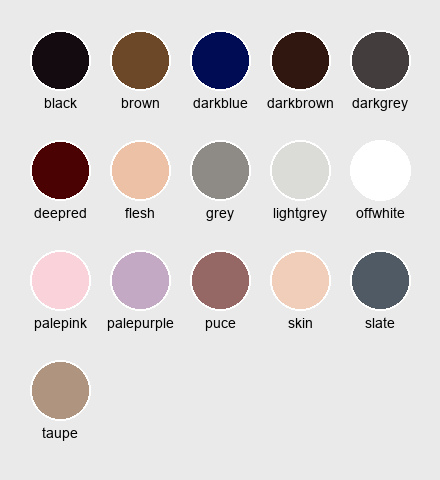 black brown darkblue darkbrown darkgrey
deepred flesh grey lightgrey offwhite
palepink palepurple puce skin slate
taupe